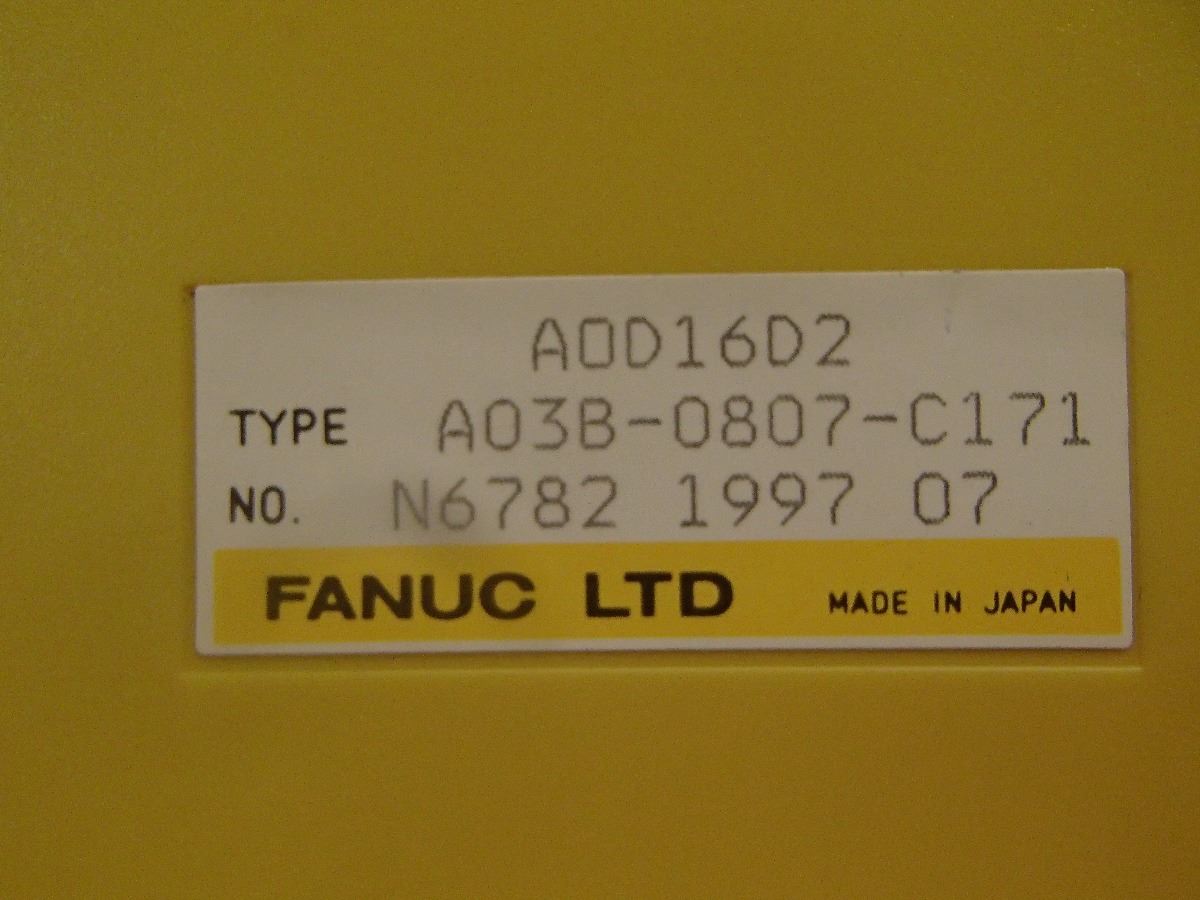 AOD16D2
TYPE A03B-0807-C171
NO. N6782 1997 07
FANUC LTD MADE IN JAPAN